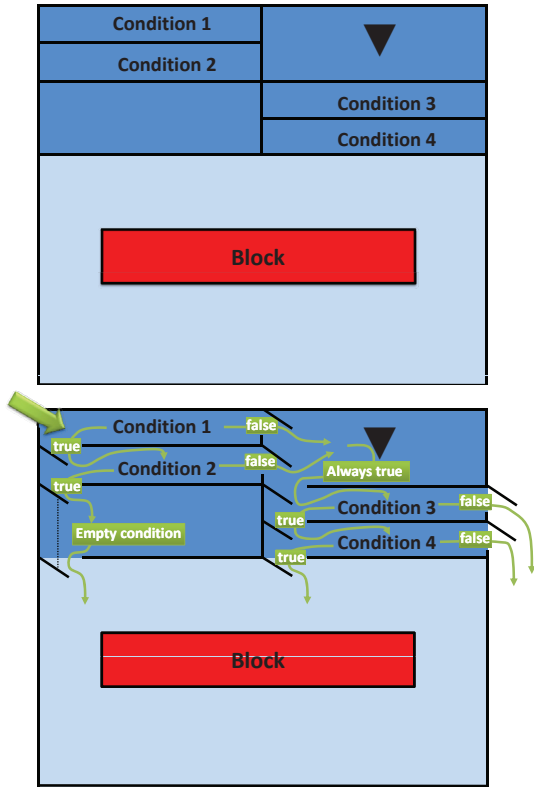 Condition 1
Condition 2
Condition 3
Condition 4
Block
Condition 1
false
true
Condition 2
false
Always true
true
Condition 3
false
true
Empty condition
Condition 4
false
true
Block